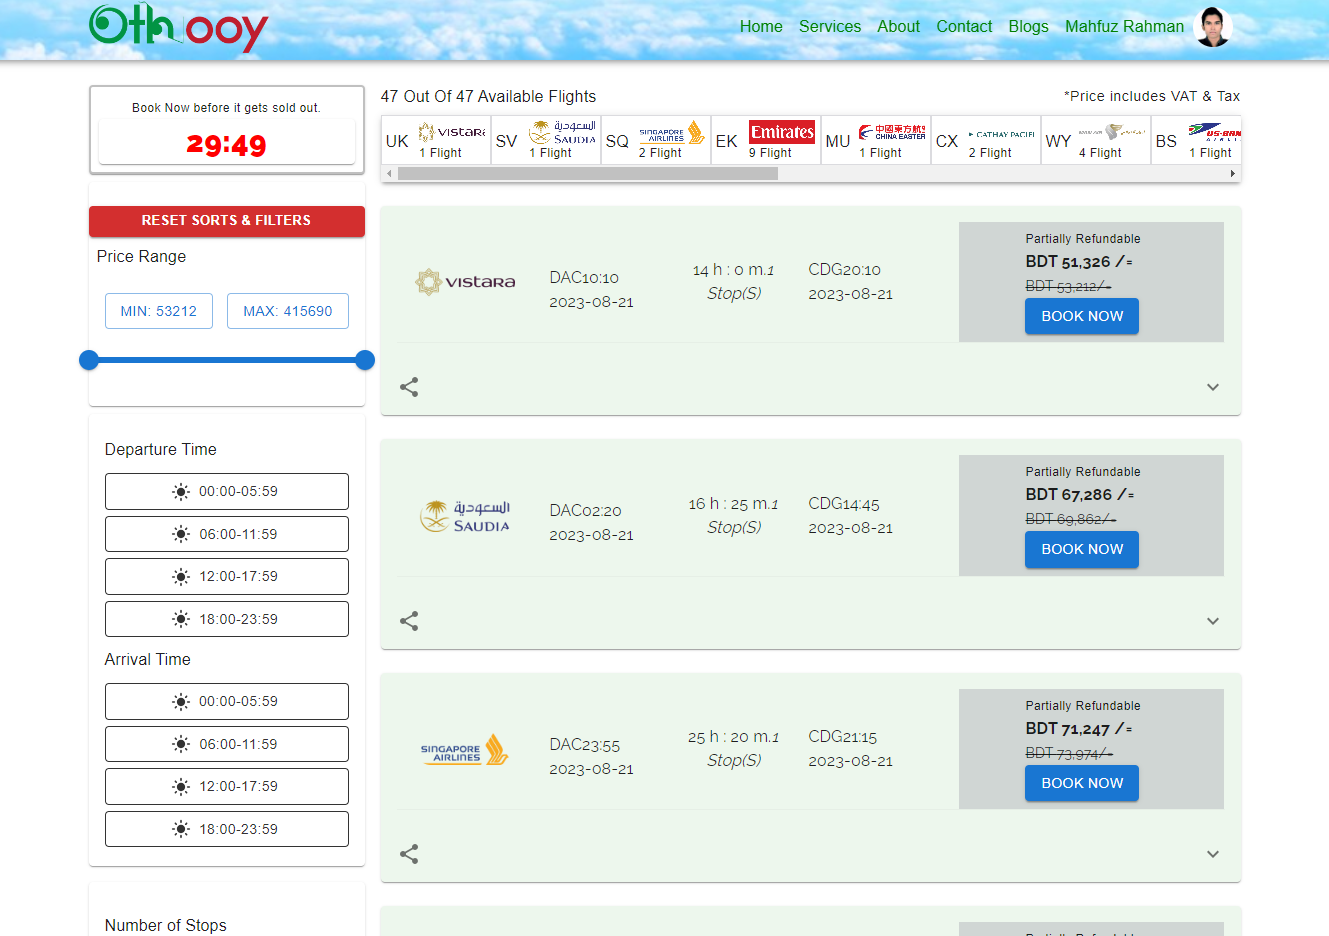 Othooy
Home Services About Contact Blogs Mahfuz Rahman
Book Now before it gets sold out.
29:49
RESET SORTS & FILTERS
Price Range
MIN: 53212 MAX: 415690
Departure Time
00:00-05:59
06:00-11:59
12:00-17:59
18:00-23:59
Arrival Time
00:00-05:59
06:00-11:59
12:00-17:59
18:00-23:59
Number of Stops
47 Out Of 47 Available Flights
*Price includes VAT & Tax
UK VISTARA 1 Flight
SV السعودية SAUDIA 1 Flight
SQ SINGAPORE AIRLINES 2 Flight
EK Emirates 9 Flight
MU 中國東方航 CHINA EASTER 1 Flight
CX CATHAY PACIFI 2 Flight
WY 4 Flight
BS US-BAN 1 Flight
VISTARA
DAC10:10
2023-08-21
14 h : 0 m.1
Stop(S)
CDG20:10
2023-08-21
Partially Refundable
BDT 51,326 /=
BDT 53,212/=
BOOK NOW
السعودية
SAUDIA
DAC02:20
2023-08-21
16 h : 25 m.1
Stop(S)
CDG14:45
2023-08-21
Partially Refundable
BDT 67,286 /=
BDT 69,862/=
BOOK NOW
SINGAPORE
AIRLINES
DAC23:55
2023-08-21
25 h : 20 m.1
Stop(S)
CDG21:15
2023-08-21
Partially Refundable
BDT 71,247 /=
BDT 73,974/=
BOOK NOW